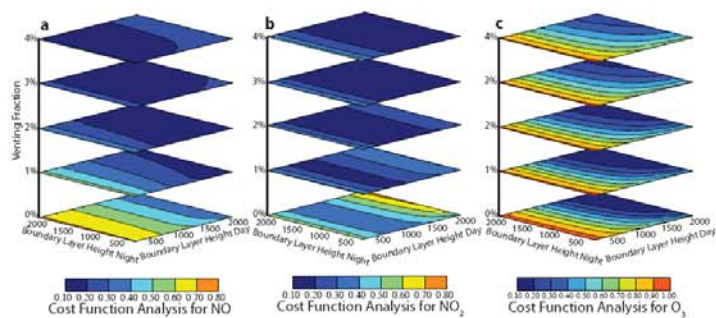 a
b
c
Venting Fraction
4%
3%
2%
1%
0%
2000
1500
1000
500
Boundary Layer Height Night
500
1000
1500
2000
Boundary Layer Height Day
4%
3%
2%
1%
0%
2000
1500
1000
500
Boundary Layer Height Night
500
1000
1500
2000
Boundary Layer Height Day
4%
3%
2%
1%
0%
2000
1500
1000
500
Boundary Layer Height Night
500
1000
1500
2000
Boundary Layer Height Day
0.10 0.20 0.30 0.40 0.50 0.60 0.70 0.80
Cost Function Analysis for NO
0.10 0.20 0.30 0.40 0.50 0.60 0.70 0.80
Cost Function Analysis for NO2
0.10 0.20 0.30 0.40 0.50 0.60 0.70 0.80 0.90 1.00
Cost Function Analysis for O3